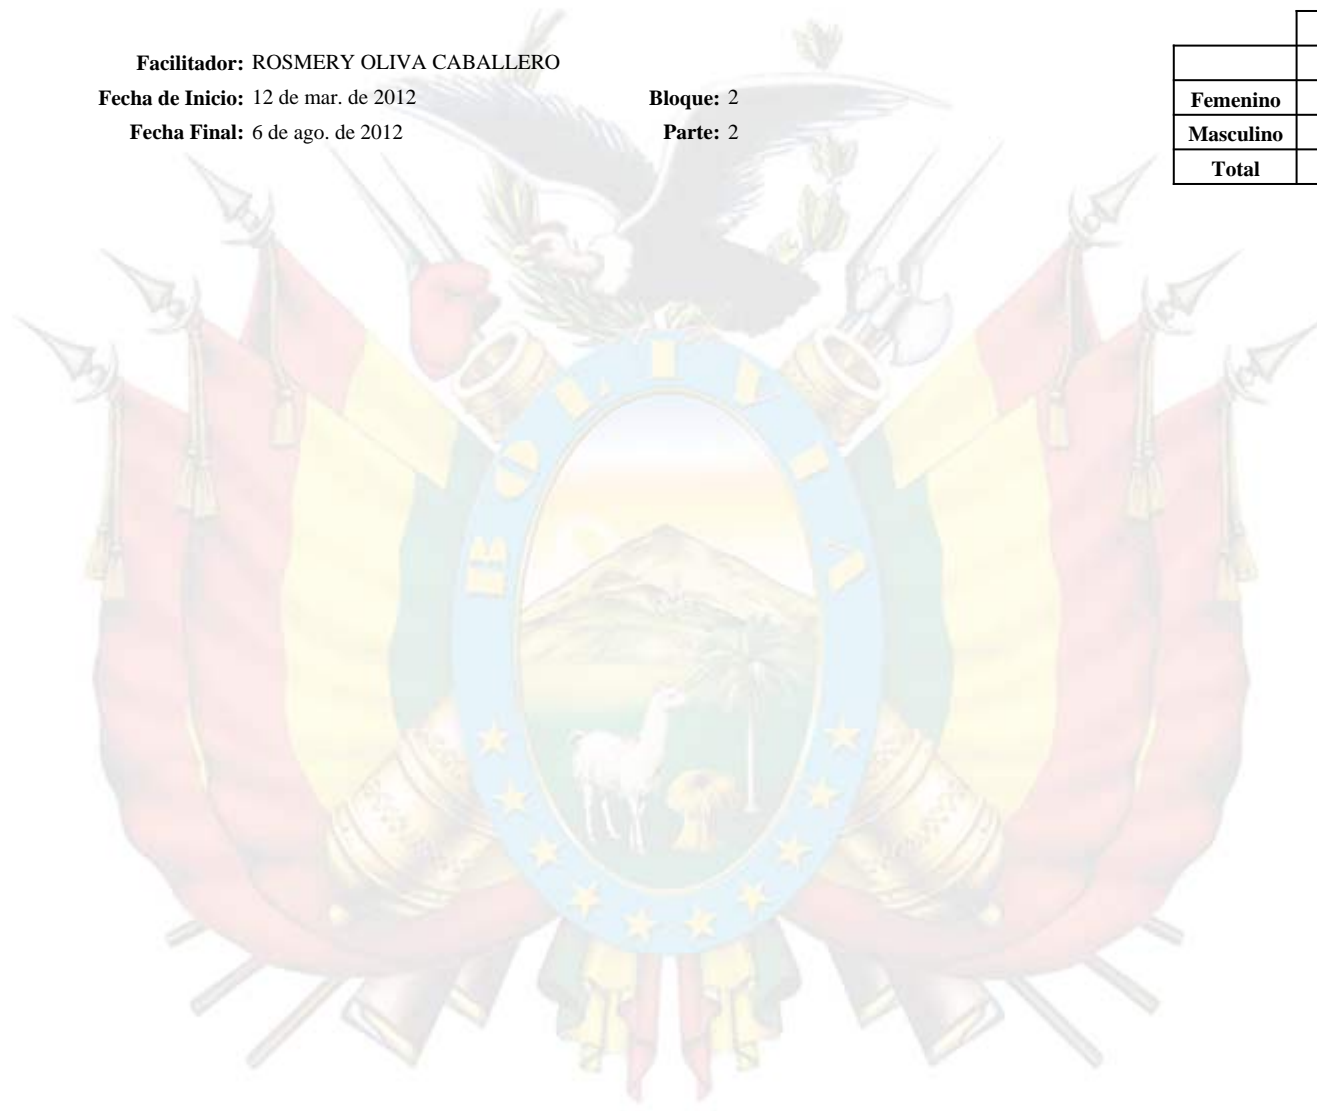 Facilitador: ROSMERY OLIVA CABALLERO
Fecha de Inicio: 12 de mar. de 2012 Bloque: 2
Fecha Final: 6 de ago. de 2012 Parte: 2
Femenino
Masculino
Total
BOLIVIA